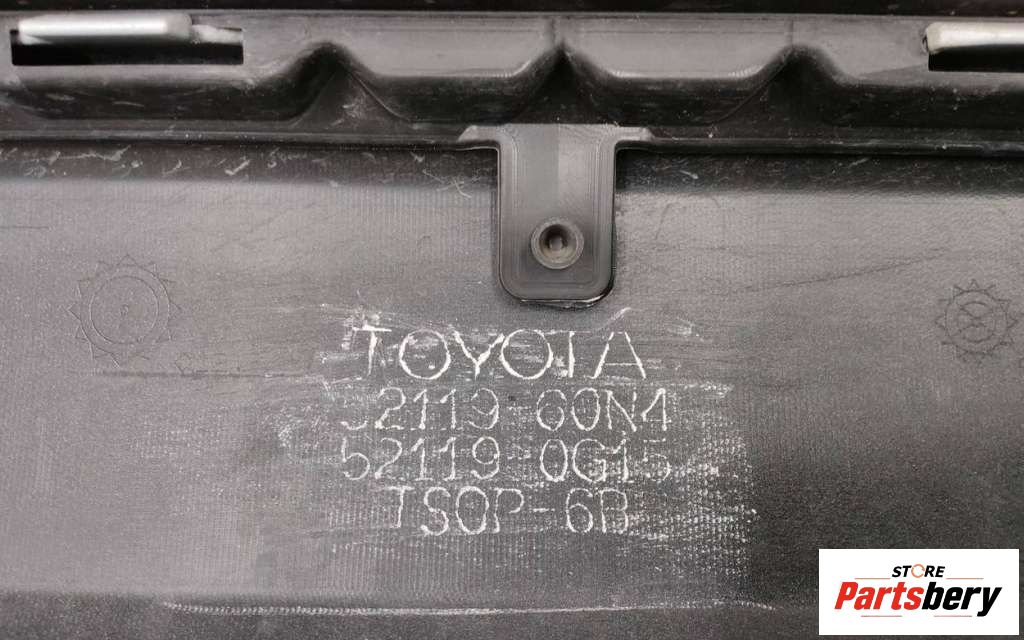 TOYOTA
52119-60N4
52119-0G15
TSOP-6B
STORE
Partsbery